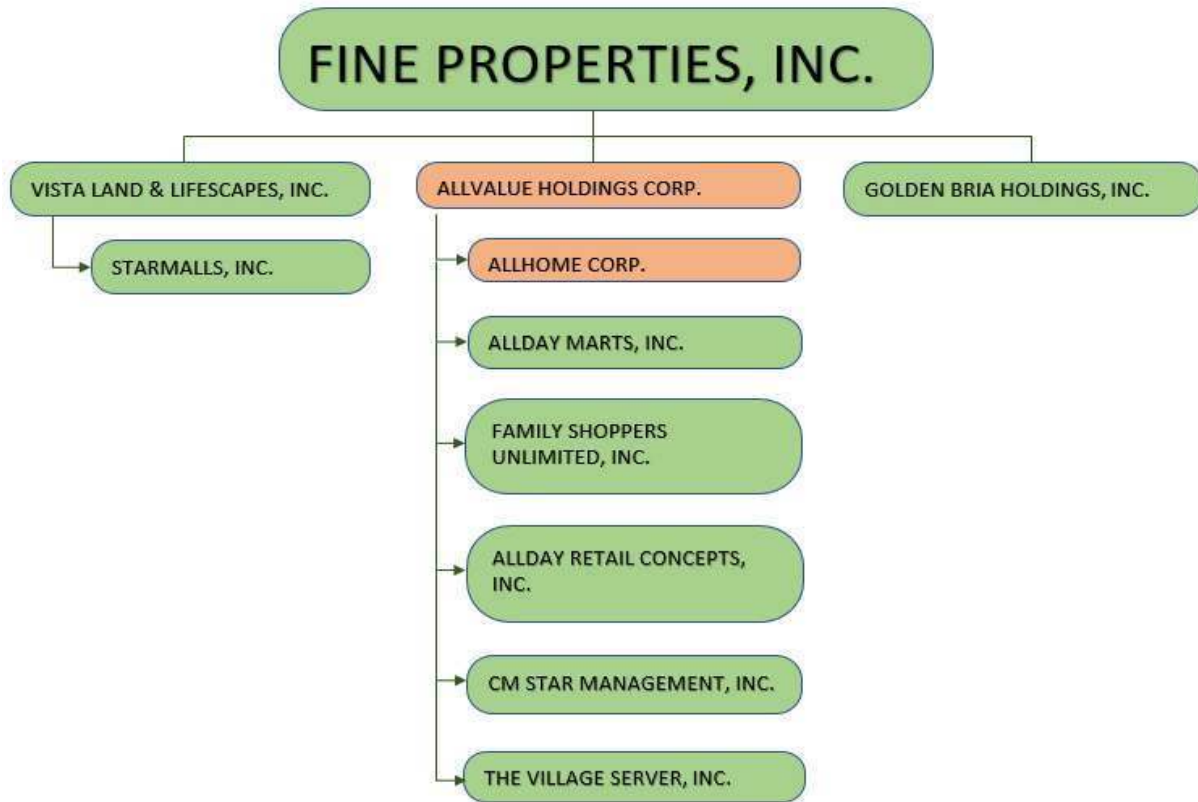 FINE PROPERTIES, INC.
VISTA LAND & LIFESCAPES, INC.
ALLVALUE HOLDINGS CORP.
GOLDEN BRIA HOLDINGS, INC.
STARMALLS, INC.
ALLHOME CORP.
ALLDAY MARTS, INC.
FAMILY SHOPPERS
UNLIMITED, INC.
ALLDAY RETAIL CONCEPTS,
INC.
CM STAR MANAGEMENT, INC.
THE VILLAGE SERVER, INC.